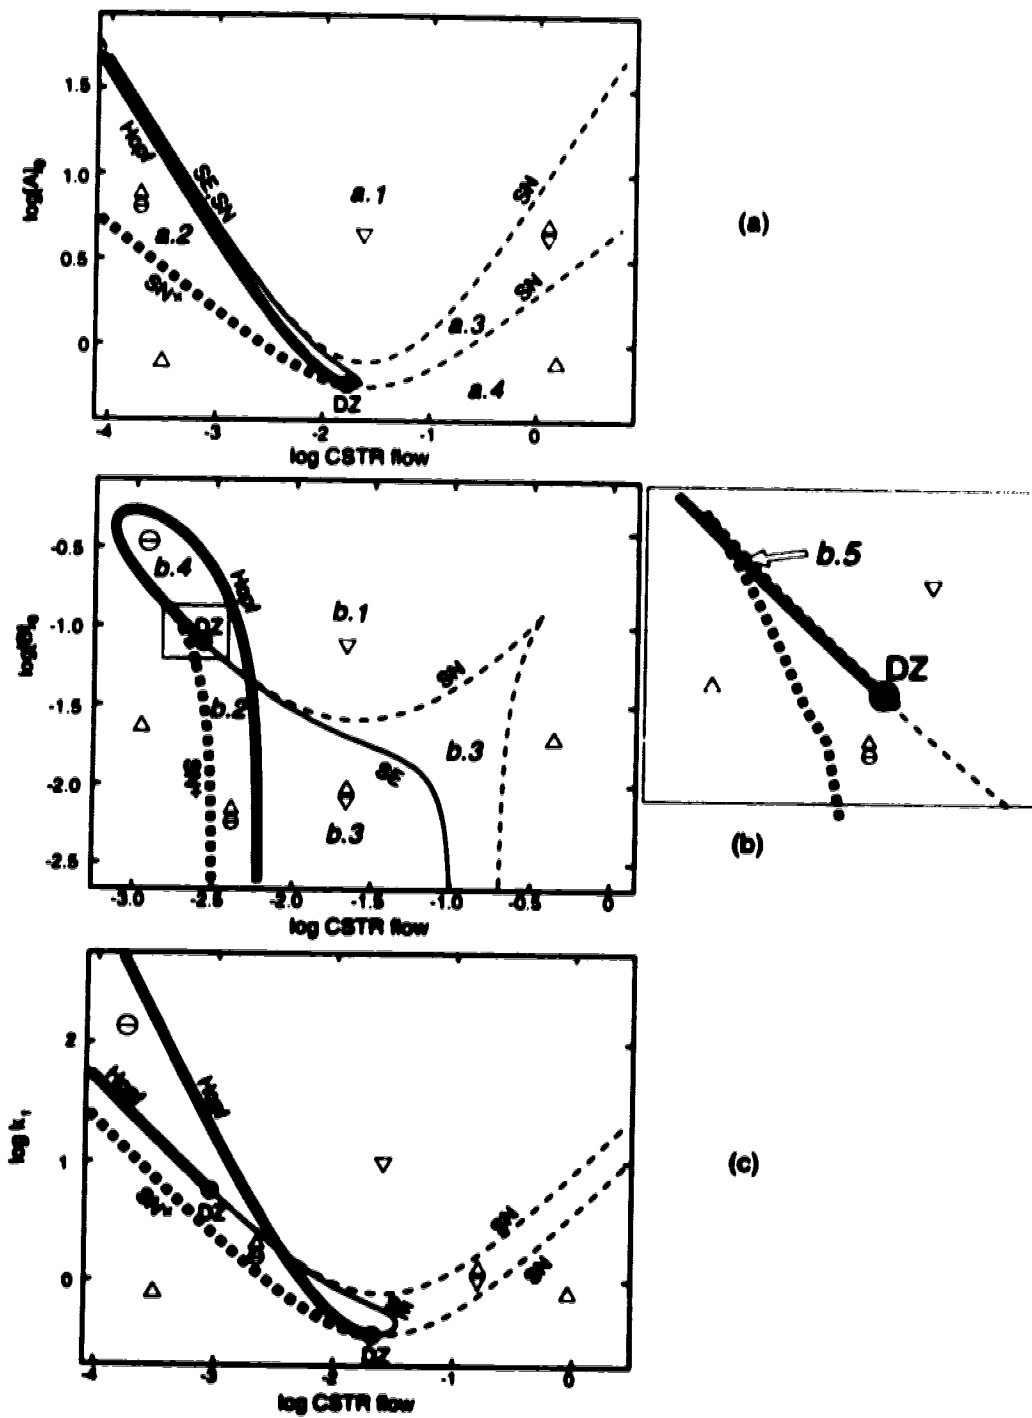 log[A]₀
1.5
1.0
0.5
0
Hopf
SE,SN
a.1
a.2
SN
SN
a.3
a.4
DZ
-4
-3
-2
-1
0
log CSTR flow
(a)
log[B]₀
-0.5
-1.0
-1.5
-2.0
-2.5
b.4
Hopf
DZ
b.1
SN
b.2
SE
b.3
b.3
-3.0
-2.5
-2.0
-1.5
-1.0
-0.5
0
log CSTR flow
b.5
DZ
(b)
log k₁
2
1
0
Hopf
Hopf
DZ
SN
SN
DZ
-4
-3
-2
-1
0
log CSTR flow
(c)